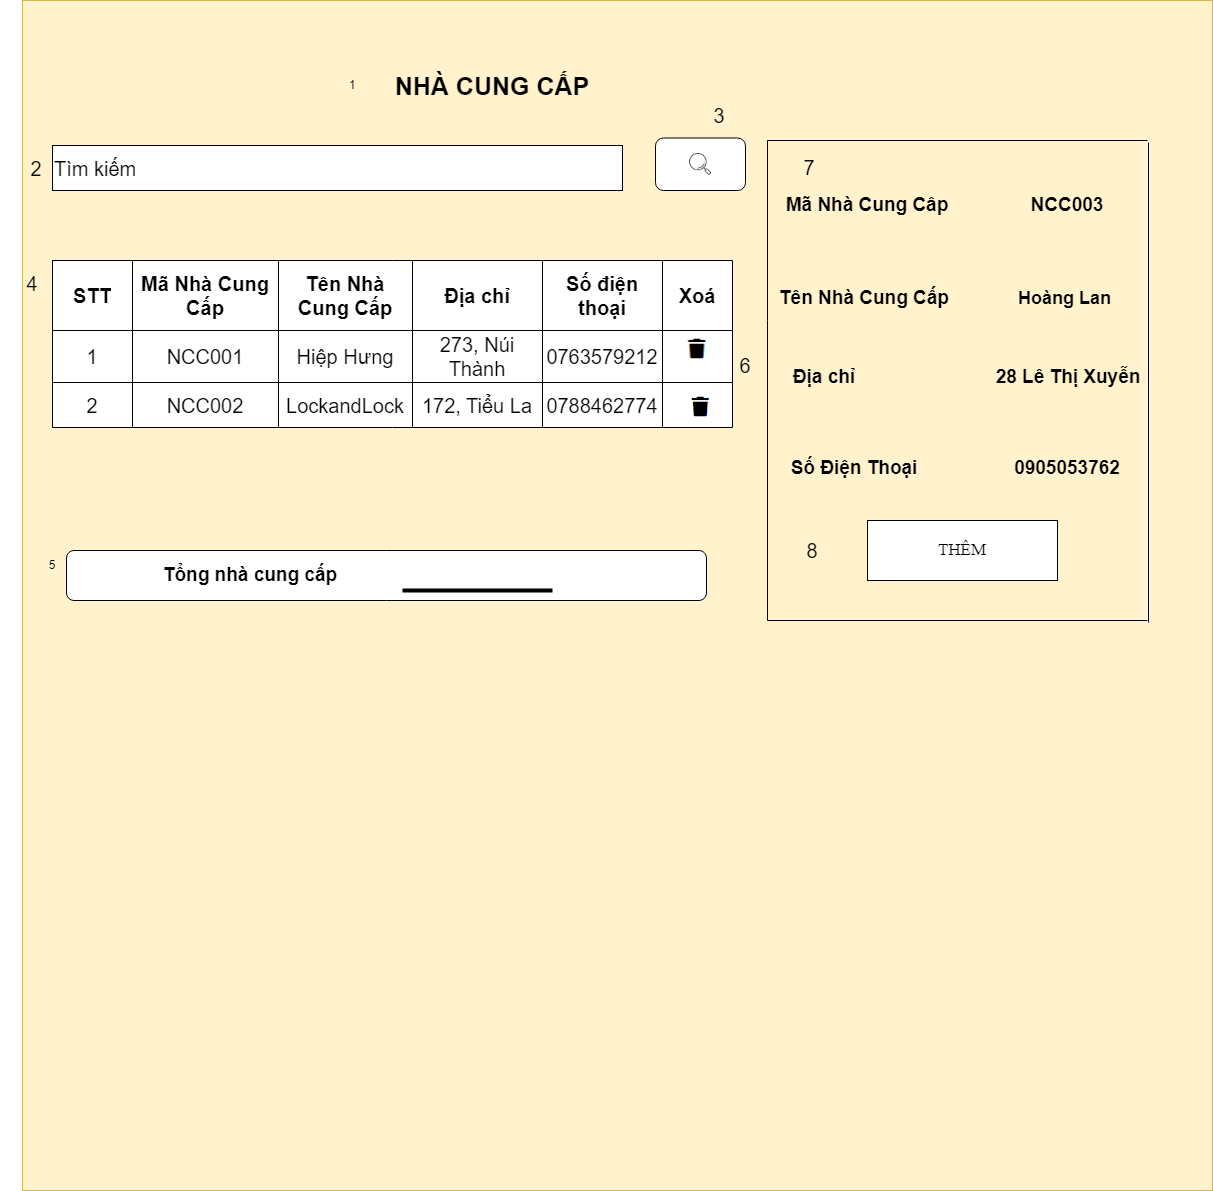 1 NHÀ CUNG CẤP
3
2 Tìm kiếm
4
STT Mã Nhà Cung Cấp Tên Nhà Cung Cấp Địa chỉ Số điện thoại Xoá
1 NCC001 Hiệp Hưng 273, Núi Thành 0763579212
2 NCC002 LockandLock 172, Tiểu La 0788462774
6
5 Tổng nhà cung cấp
7
Mã Nhà Cung Câp NCC003
Tên Nhà Cung Cấp Hoàng Lan
Địa chỉ 28 Lê Thị Xuyễn
Số Điện Thoại 0905053762
8 THÊM